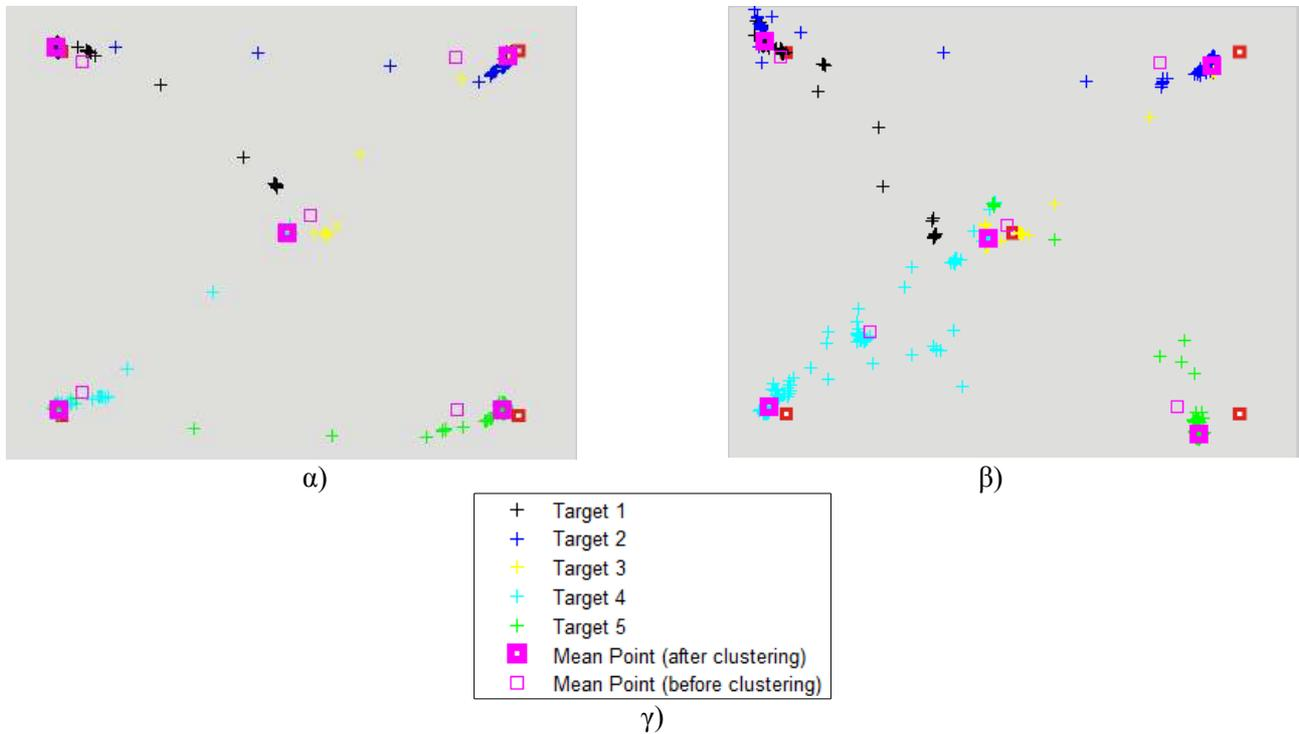 α)
β)
Target 1
Target 2
Target 3
Target 4
Target 5
Mean Point (after clustering)
Mean Point (before clustering)
γ)